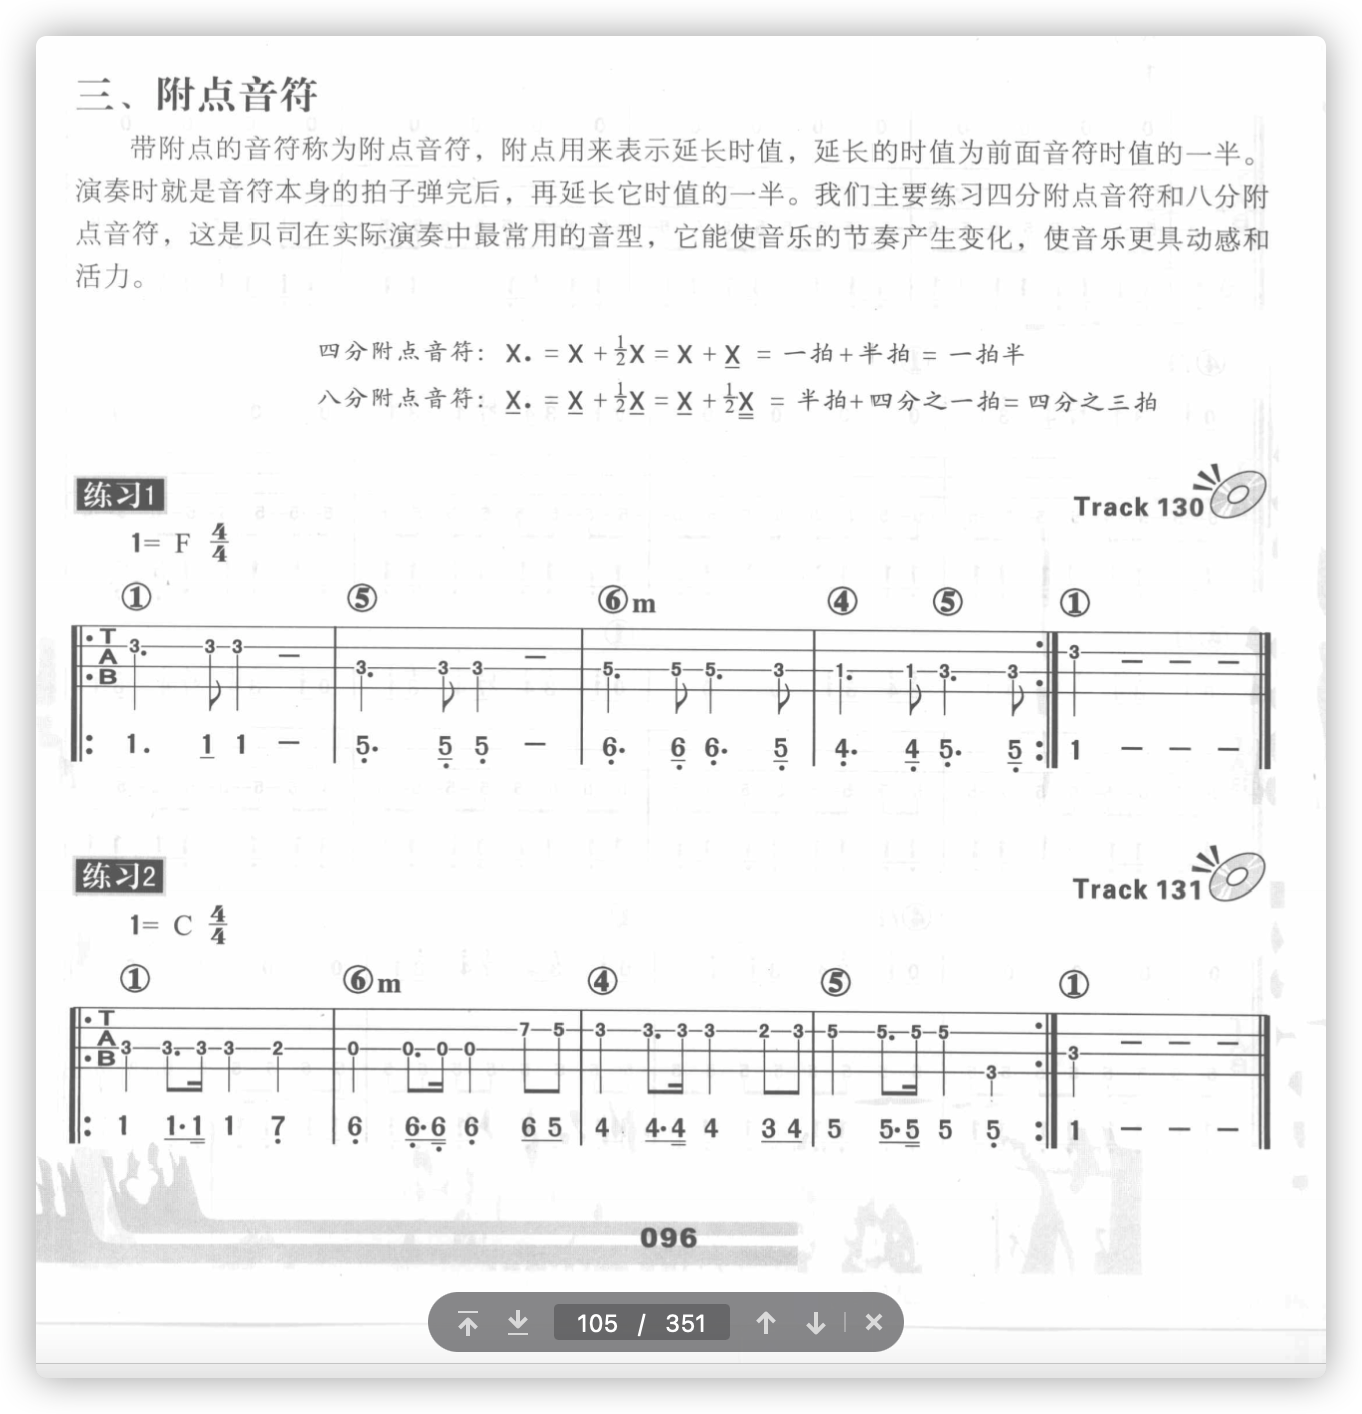 三、附点音符
带附点的音符称为附点音符，附点用来表示延长时值，延长的时值为前面音符时值的一半。
演奏时就是音符本身的拍子弹完后，再延长它时值的一半。我们主要练习四分附点音符和八分附
点音符，这是贝司在实际演奏中最常用的音型，它能使音乐的节奏产生变化，使音乐更具动感和
活力。
四分附点音符：X. = X + 1/2X = X + X = 一拍+半拍 = 一拍半
八分附点音符：X. = X + 1/2X = X + 1/2X = 半拍+四分之一拍= 四分之三拍
练习1
Track 130
1= F 4/4
① ⑤ ⑥m ④ ⑤ ①
T A B 3. 3 3 — 3. 3 3 — 5. 5 5. 3 1. 1 3. 3 3 — — —
1. 1 1 — 5. 5 5 — 6. 6 6. 5 4. 4 5. 5 1 — — —
练习2
Track 131
1= C 4/4
① ⑥m ④ ⑤ ①
T A B 3 3. 3 3 2 0 0. 0 0 7 5 3 3. 3 3 2 3 5 5. 5 5 3 3 — — —
1 1·1 1 7 6 6·6 6 6 5 4 4·4 4 3 4 5 5·5 5 5 1 — — —
096
105 / 351